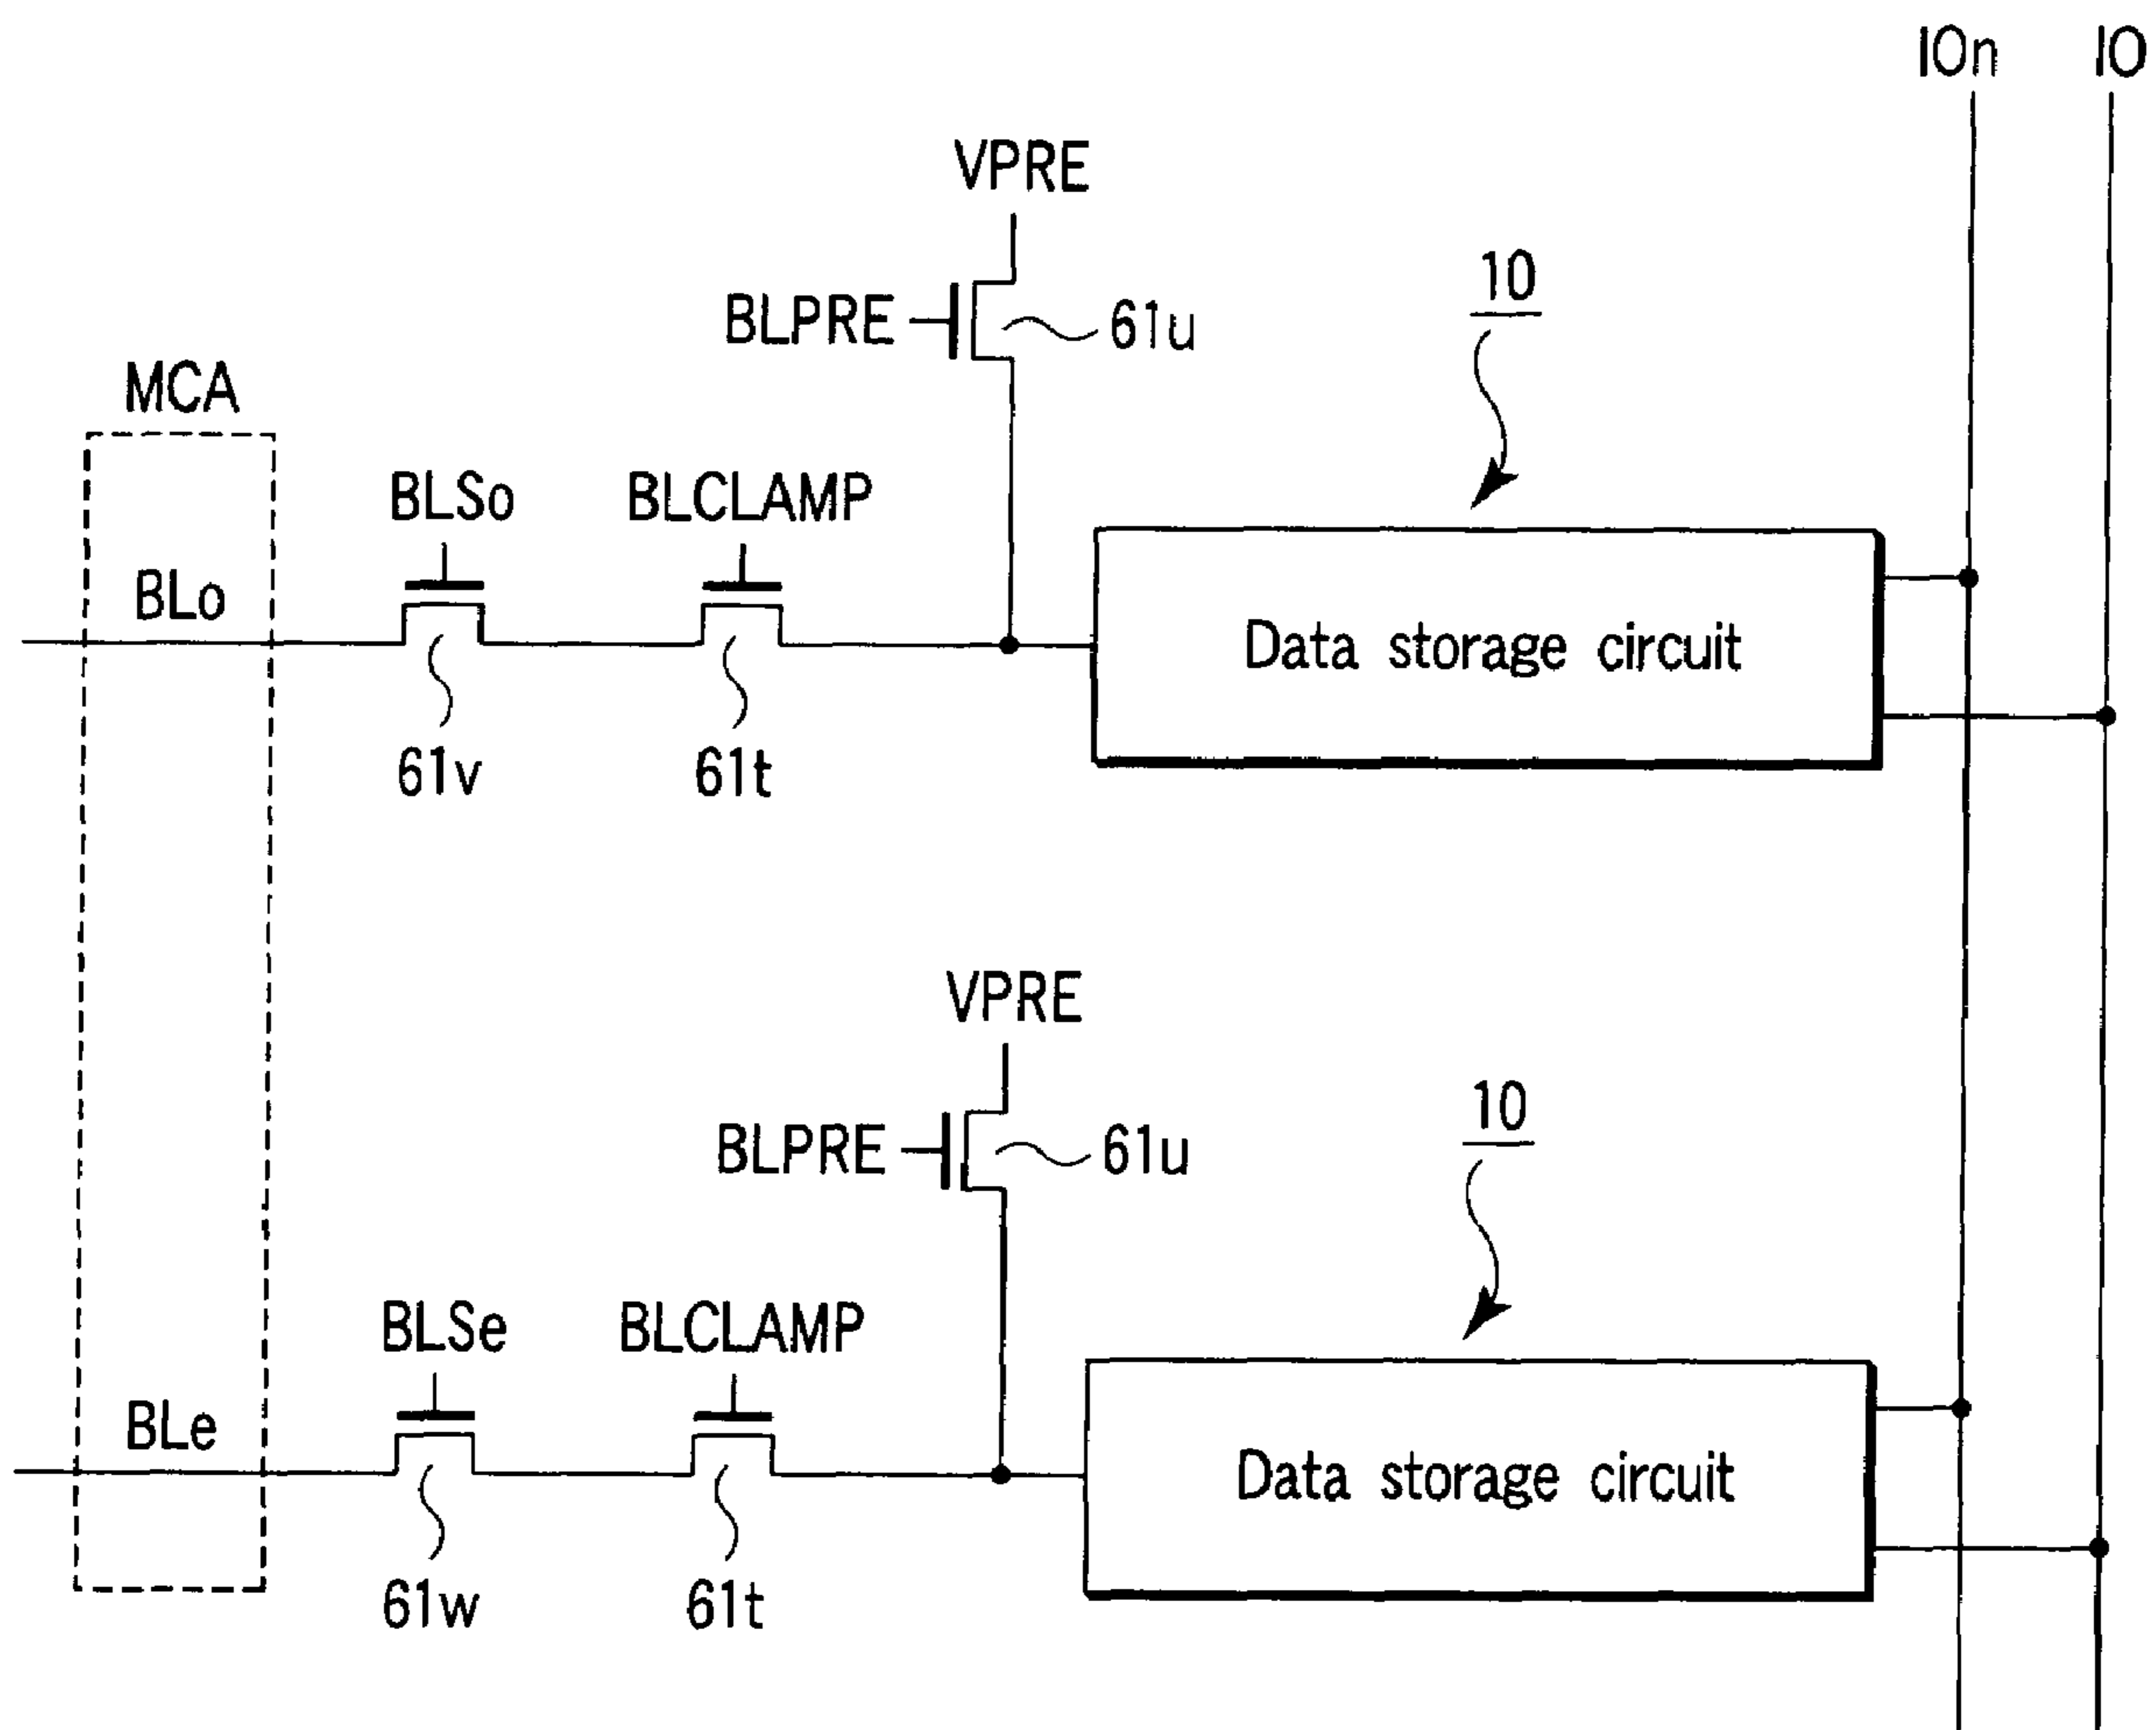 IOn IO
VPRE
10
BLPRE 61u
MCA
BLSo BLCLAMP
BLo
Data storage circuit
61v 61t
VPRE
10
BLPRE 61u
BLSe BLCLAMP
BLe
Data storage circuit
61w 61t